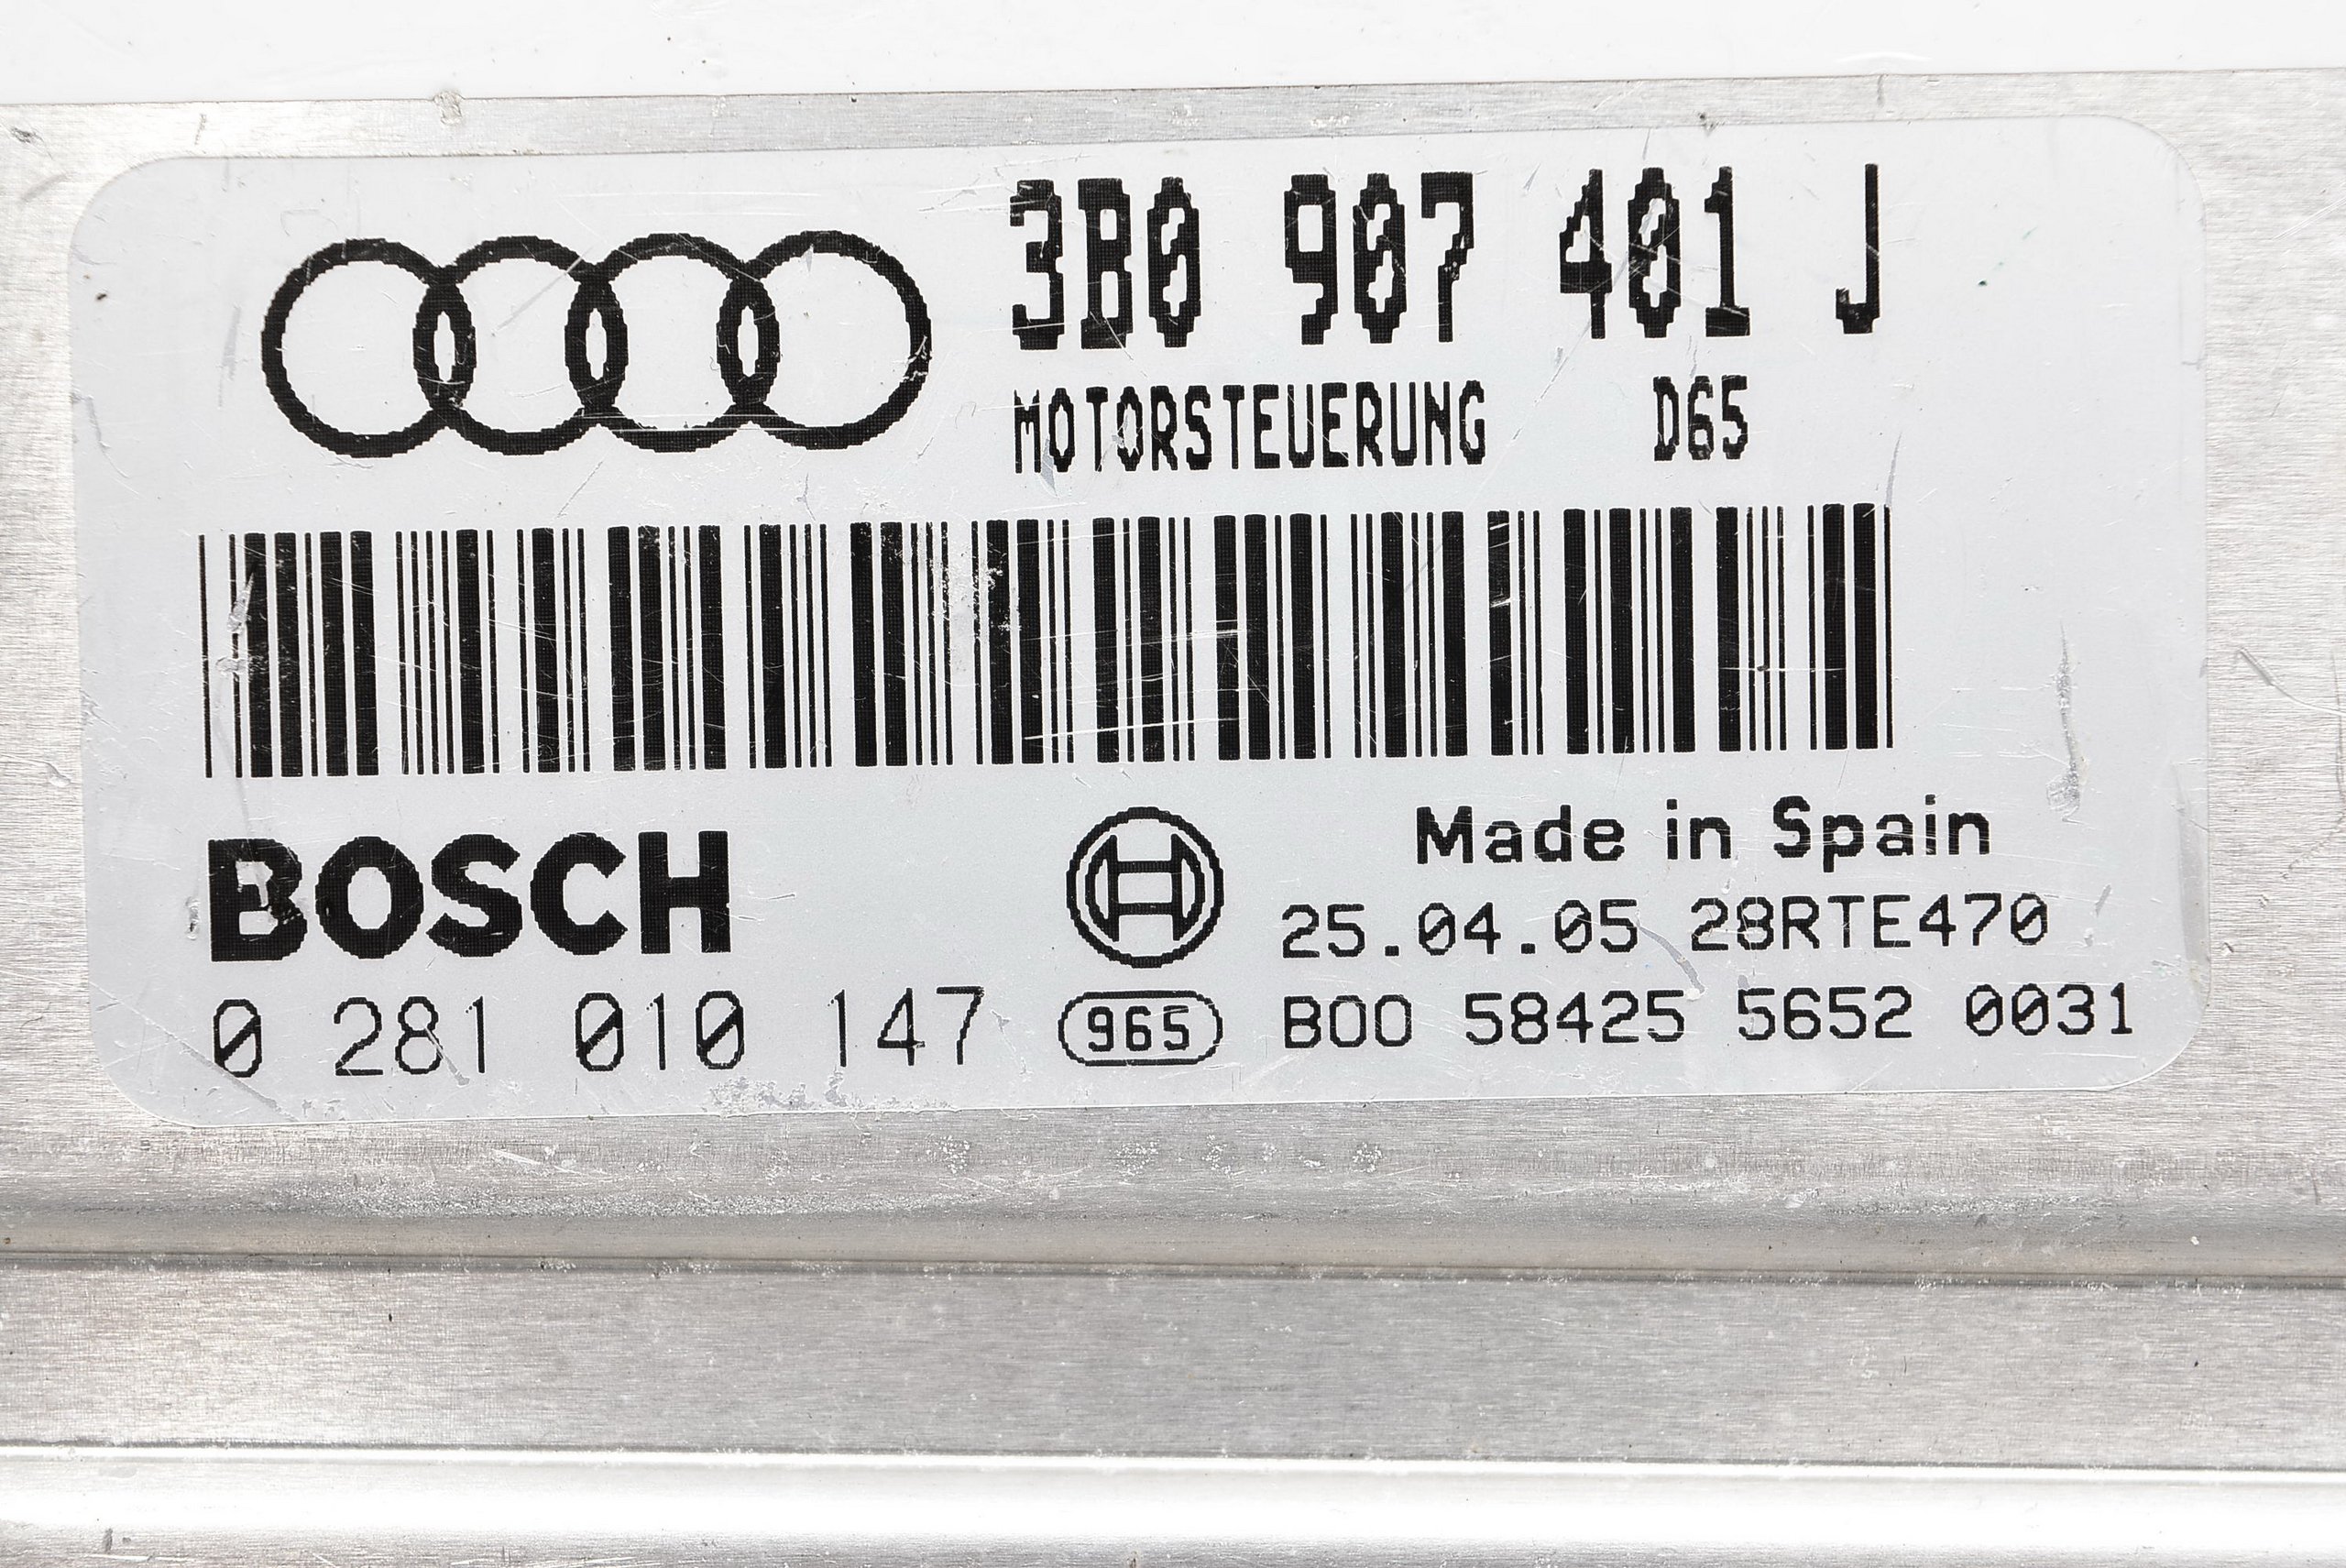 3B0 907 401 J
MOTORSTEUERUNG D65
BOSCH
Made in Spain
25.04.05 28RTE470
0 281 010 147
965
B00 58425 5652 0031